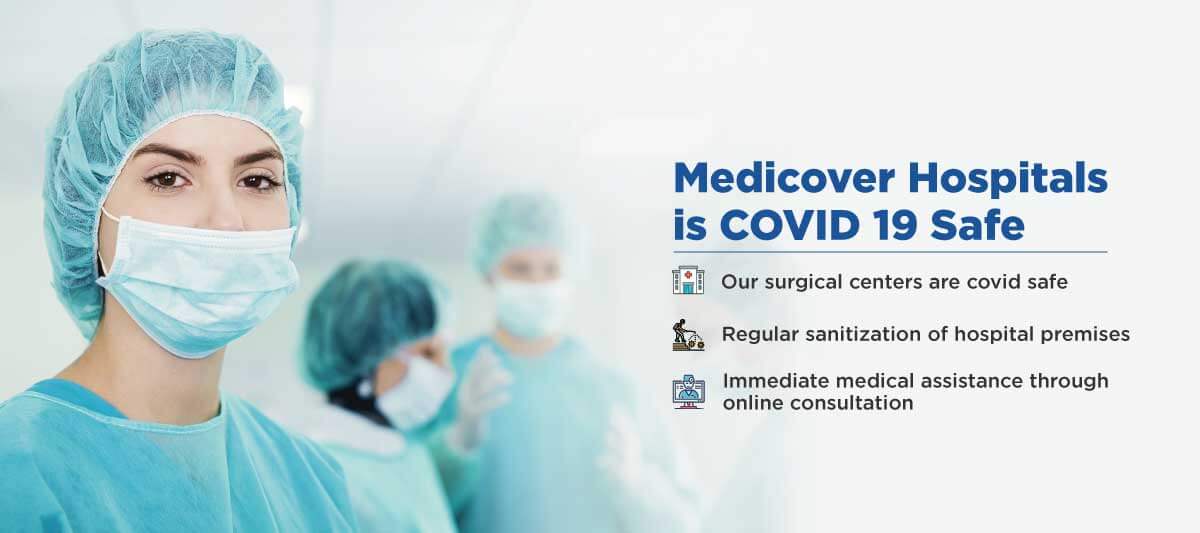 Medicover Hospitals
is COVID 19 Safe
Our surgical centers are covid safe
Regular sanitization of hospital premises
Immediate medical assistance through
online consultation